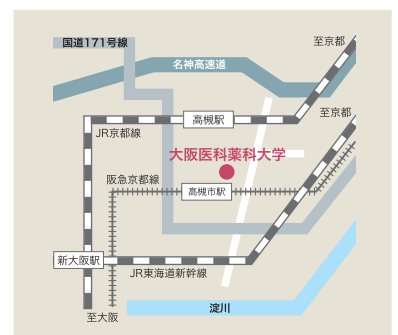 国道171号線
至京都
名神高速道
至京都
高槻駅
JR京都線
大阪医科薬科大学
阪急京都線
高槻市駅
新大阪駅
JR東海道新幹線
淀川
至大阪